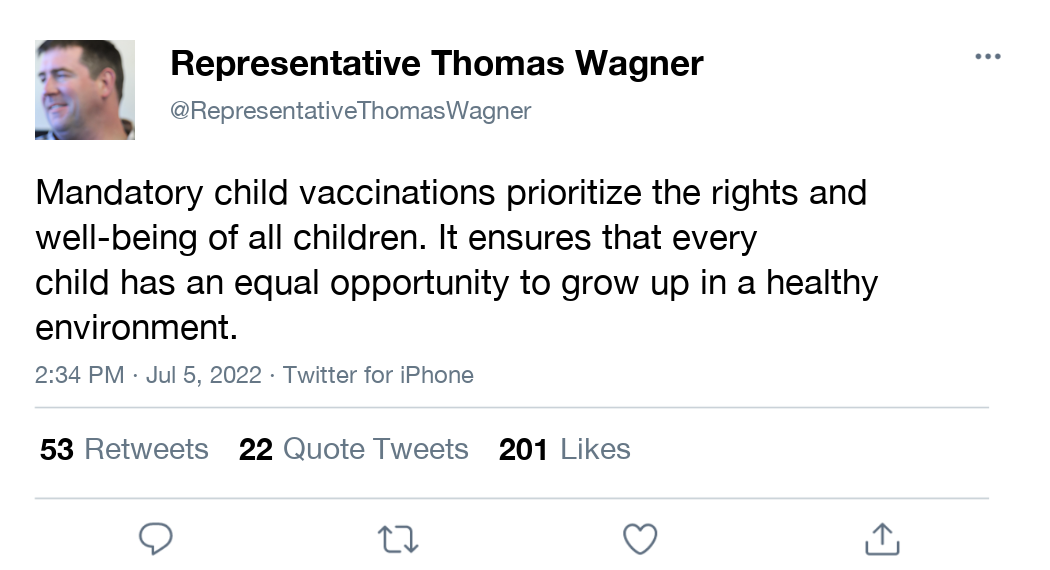 Representative Thomas Wagner
@RepresentativeThomasWagner
Mandatory child vaccinations prioritize the rights and
well-being of all children. It ensures that every
child has an equal opportunity to grow up in a healthy
environment.
2:34 PM · Jul 5, 2022 · Twitter for iPhone
53 Retweets 22 Quote Tweets 201 Likes